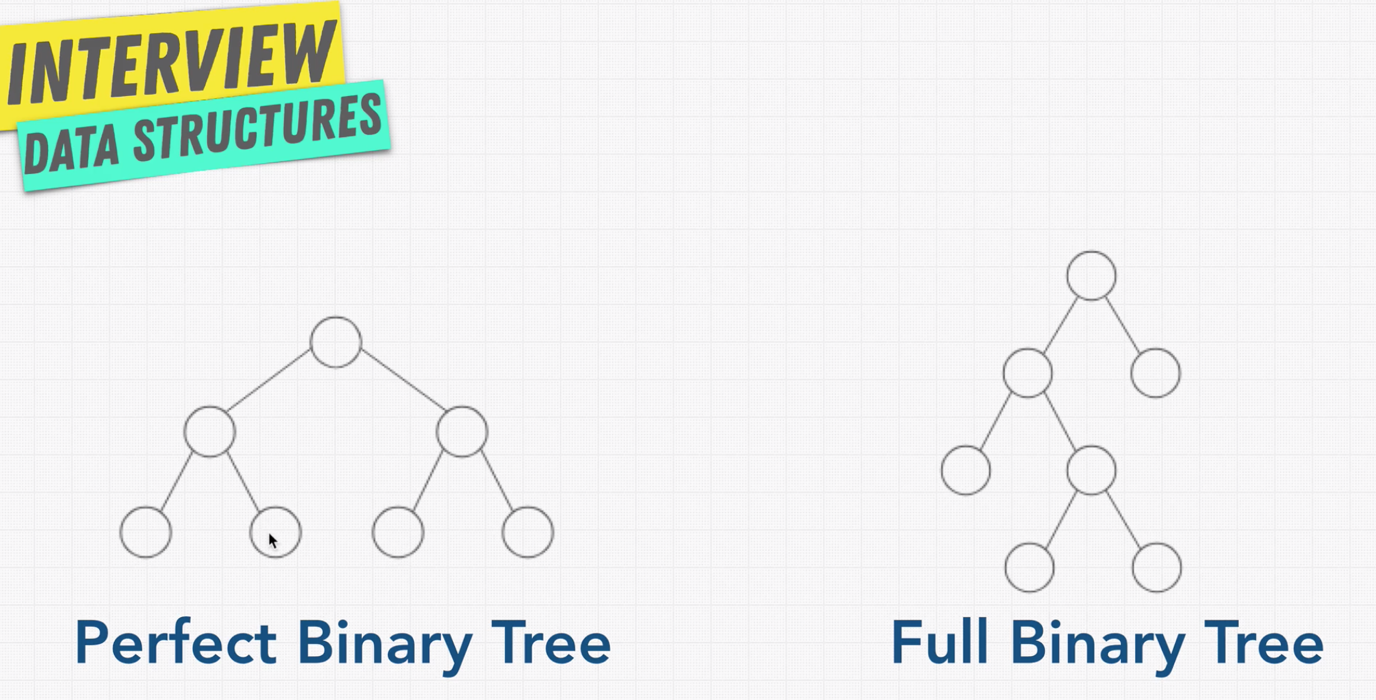 INTERVIEW
DATA STRUCTURES
Perfect Binary Tree
Full Binary Tree